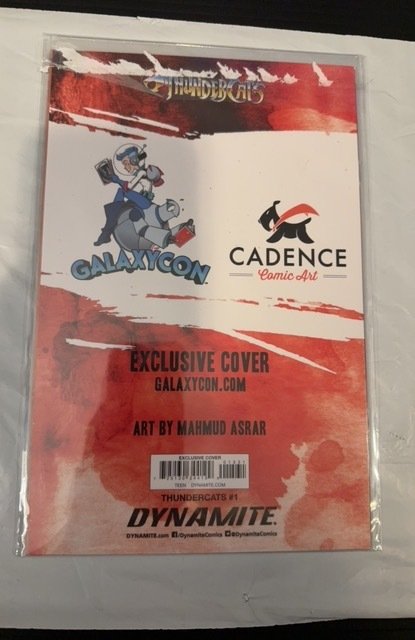 THUNDERCATS
GALAXYCON
CADENCE
Comic Art
EXCLUSIVE COVER
GALAXYCON.COM
ART BY MAHMUD ASRAR
EXCLUSIVE COVER
TEEN DYNAMITE.COM
THUNDERCATS #1
DYNAMITE.
DYNAMITE.com /DynamiteComics @DynamiteComics